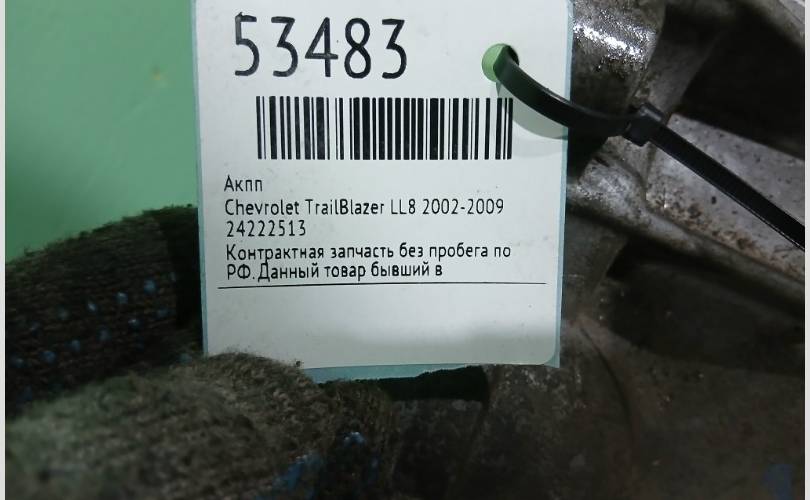 53483
Акпп
Chevrolet TrailBlazer LL8 2002-2009
24222513
Контрактная запчасть без пробега по
РФ.Данный товар бывший в